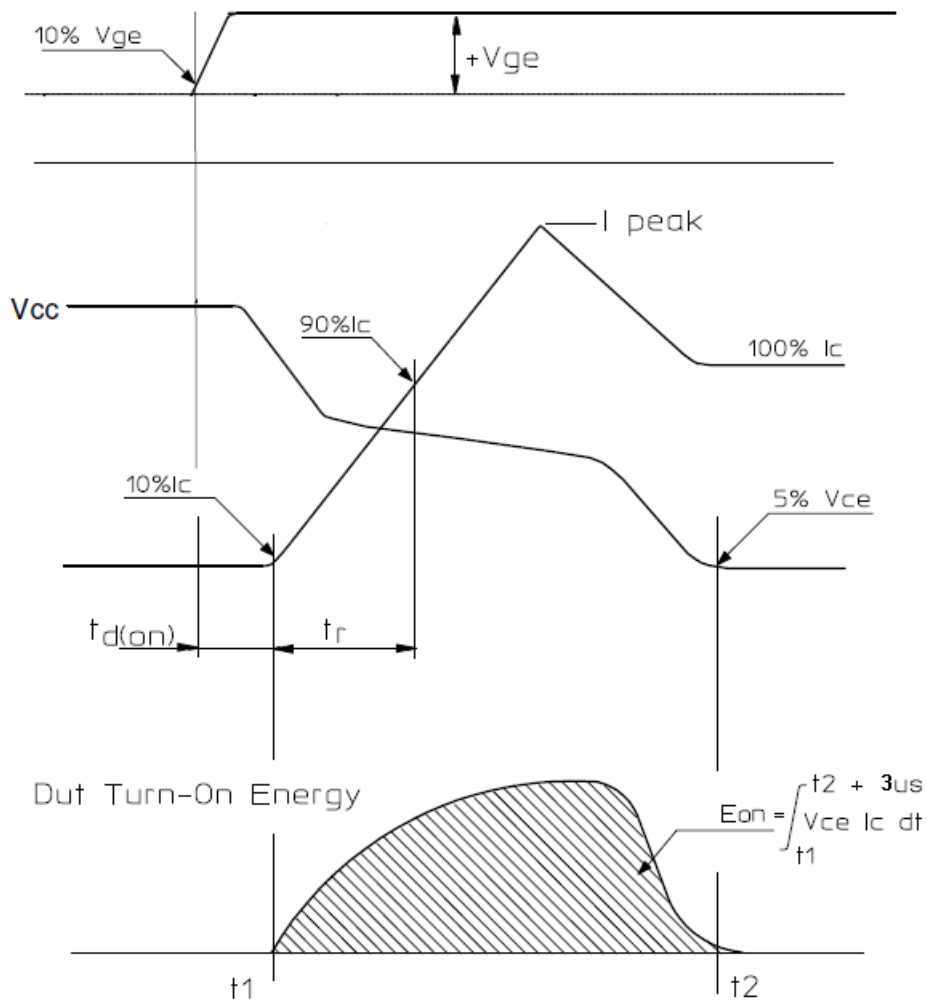 10% Vge
+Vge
I peak
Vcc
90%Ic
100% Ic
10%Ic
5% Vce
td(on)
tr
Dut Turn-On Energy
t2 + 3us
Eon = ∫ Vce Ic dt
t1
t1
t2